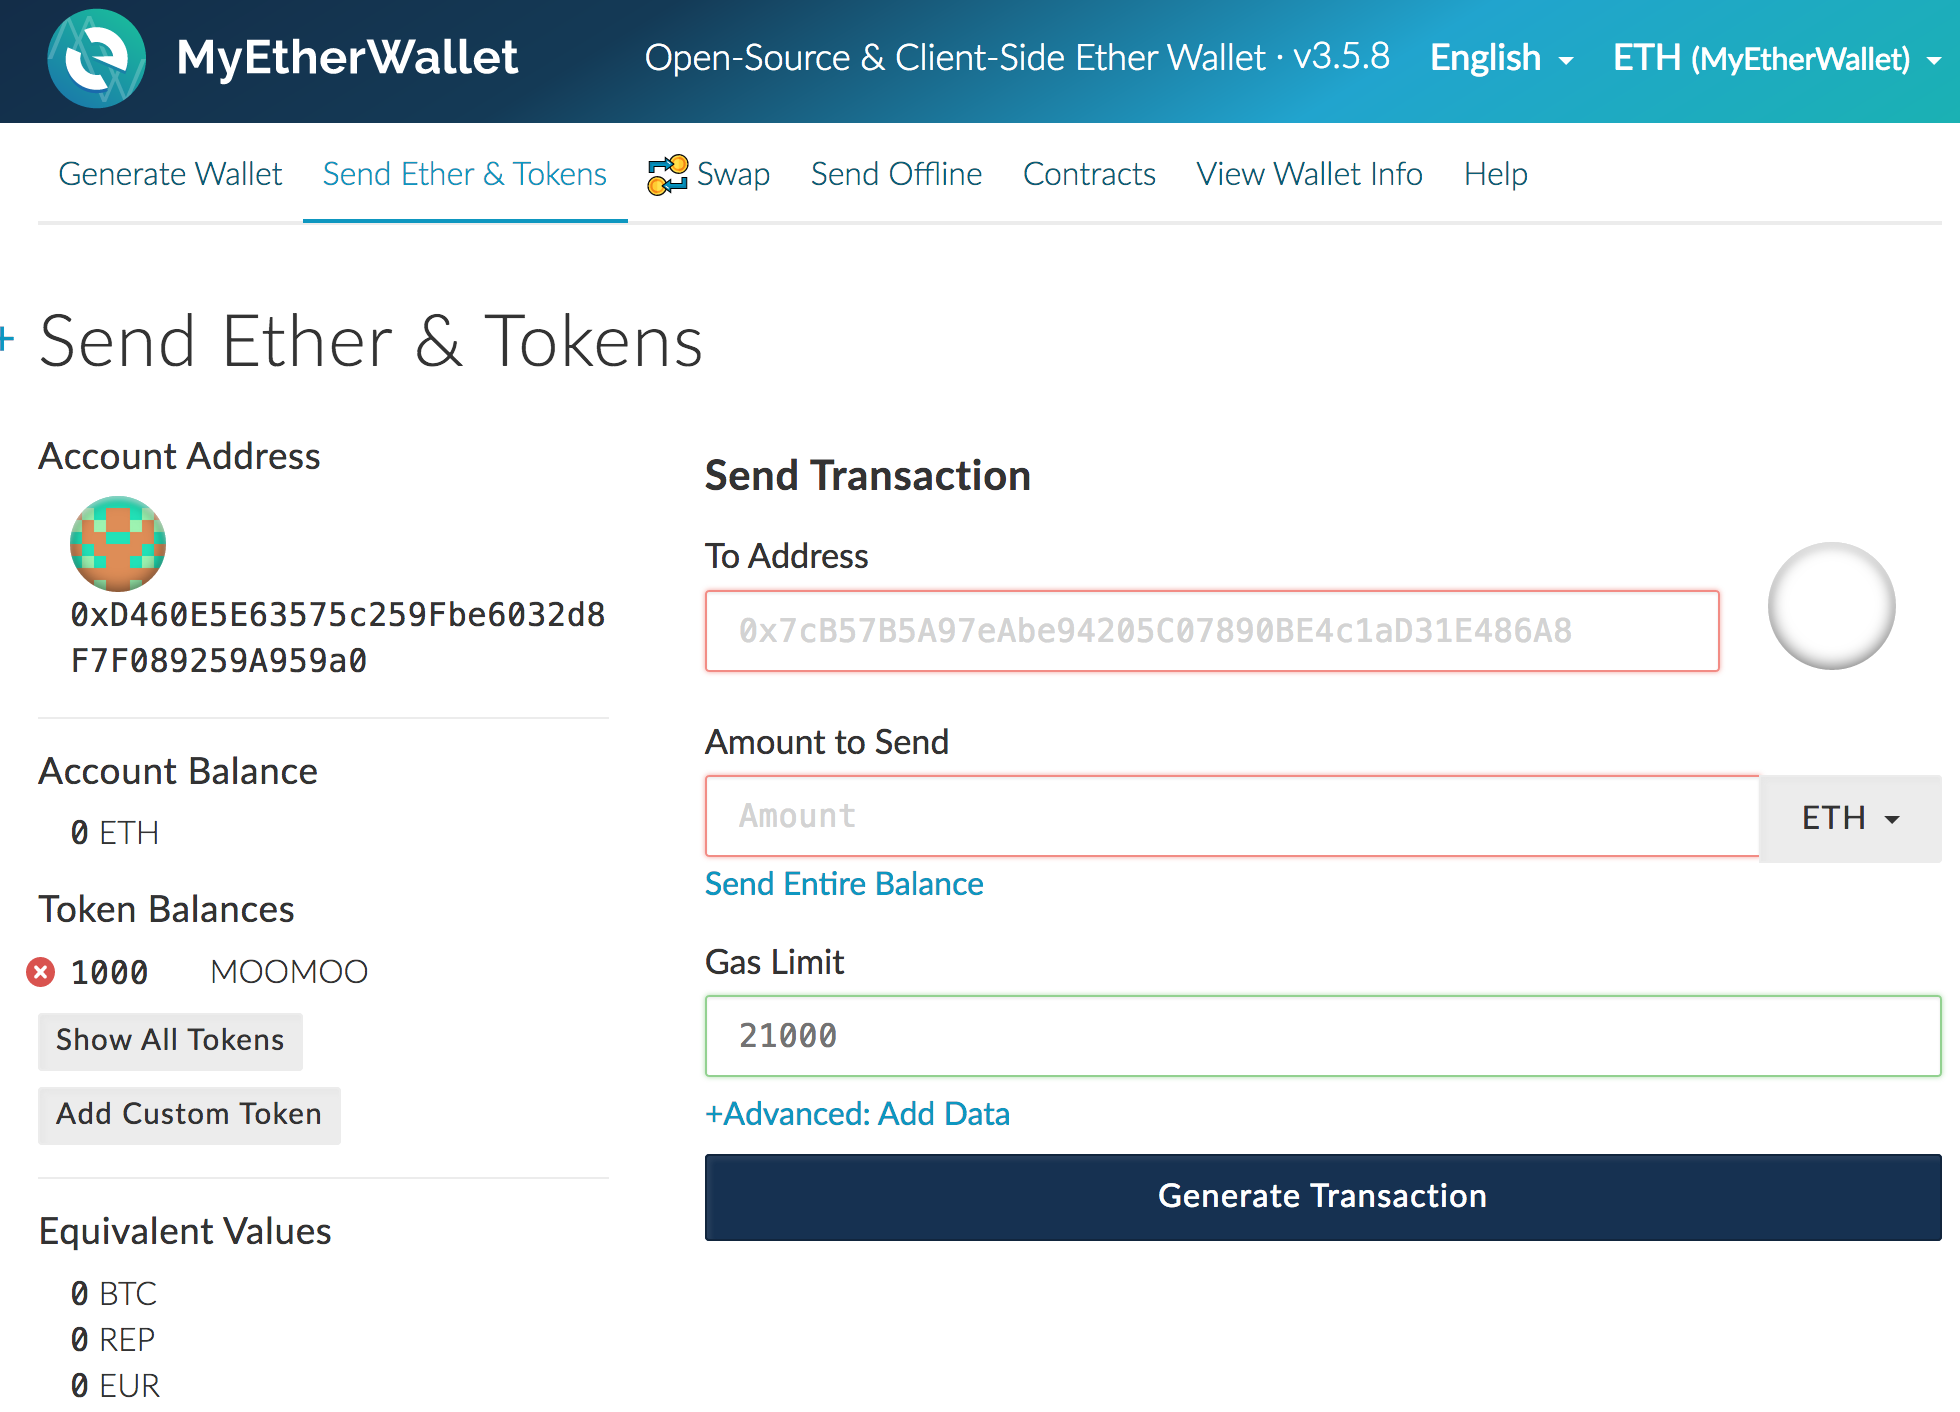 MyEtherWallet
Open-Source & Client-Side Ether Wallet · v3.5.8 English ETH (MyEtherWallet)
Generate Wallet Send Ether & Tokens Swap Send Offline Contracts View Wallet Info Help
+ Send Ether & Tokens
Account Address
0xD460E5E63575c259Fbe6032d8
F7F089259A959a0
Account Balance
0 ETH
Token Balances
1000 MOOMOO
Show All Tokens
Add Custom Token
Equivalent Values
0 BTC
0 REP
0 EUR
Send Transaction
To Address
0x7cB57B5A97eAbe94205C07890BE4c1aD31E486A8
Amount to Send
Amount
ETH
Send Entire Balance
Gas Limit
21000
+Advanced: Add Data
Generate Transaction